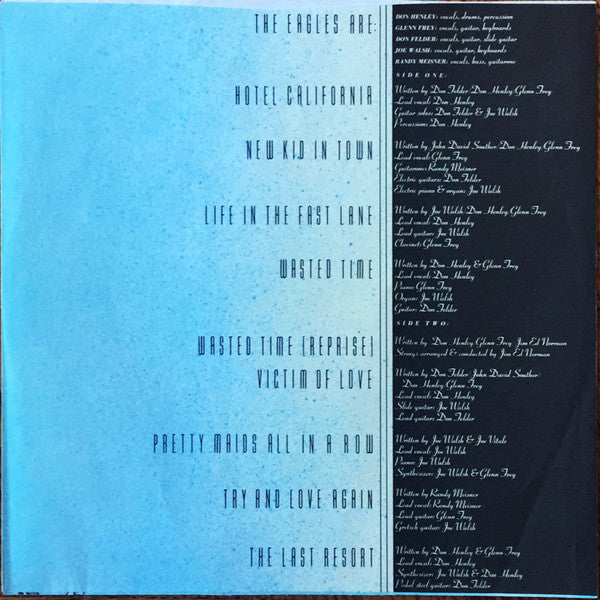 THE EAGLES ARE:
DON HENLEY: vocals, drums, percussion
GLENN FREY: vocals, guitar, keyboards
DON FELDER: vocals, guitar, slide guitar
JOE WALSH: vocals, guitar, keyboards
RANDY MEISNER: vocals, bass, guitarone
SIDE ONE:
HOTEL CALIFORNIA
Written by Don Felder/Don Henley/Glenn Frey
Lead vocal: Don Henley
Guitar solos: Don Felder & Joe Walsh
Percussion: Don Henley
NEW KID IN TOWN
Written by John David Souther/Don Henley/Glenn Frey
Lead vocal: Glenn Frey
Guitarone: Randy Meisner
Electric guitars: Don Felder
Electric piano & organ: Joe Walsh
LIFE IN THE FAST LANE
Written by Joe Walsh/Don Henley/Glenn Frey
Lead vocal: Don Henley
Lead guitar: Joe Walsh
Clavinet: Glenn Frey
WASTED TIME
Written by Don Henley & Glenn Frey
Lead vocal: Don Henley
Piano: Glenn Frey
Organ: Joe Walsh
Guitar: Don Felder
SIDE TWO:
WASTED TIME (REPRISE)
Written by Don Henley/Glenn Frey/Jim Ed Norman
Strings arranged & conducted by Jim Ed Norman
VICTIM OF LOVE
Written by Don Felder/John David Souther/
Don Henley/Glenn Frey
Lead vocal: Don Henley
Slide guitar: Joe Walsh
Lead guitar: Don Felder
PRETTY MAIDS ALL IN A ROW
Written by Joe Walsh & Joe Vitale
Lead vocal: Joe Walsh
Piano: Joe Walsh
Synthesizer: Joe Walsh & Glenn Frey
TRY AND LOVE AGAIN
Written by Randy Meisner
Lead vocal: Randy Meisner
Lead guitar: Glenn Frey
Gretsch guitar: Joe Walsh
THE LAST RESORT
Written by Don Henley & Glenn Frey
Lead vocal: Don Henley
Synthesizer: Joe Walsh & Don Henley
Pedal steel guitar: Don Felder